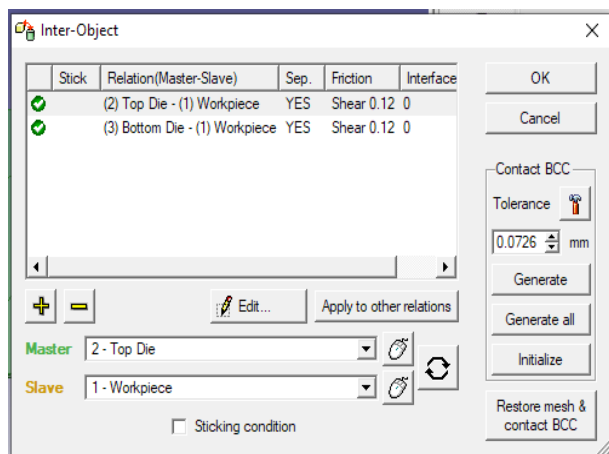 Inter-Object
Stick Relation(Master-Slave) Sep. Friction Interface
(2) Top Die - (1) Workpiece YES Shear 0.12 0
(3) Bottom Die - (1) Workpiece YES Shear 0.12 0
OK
Cancel
Contact BCC
Tolerance
0.0726 mm
Generate
Generate all
Initialize
Edit... Apply to other relations
Master 2 - Top Die
Slave 1 - Workpiece
Sticking condition
Restore mesh &
contact BCC